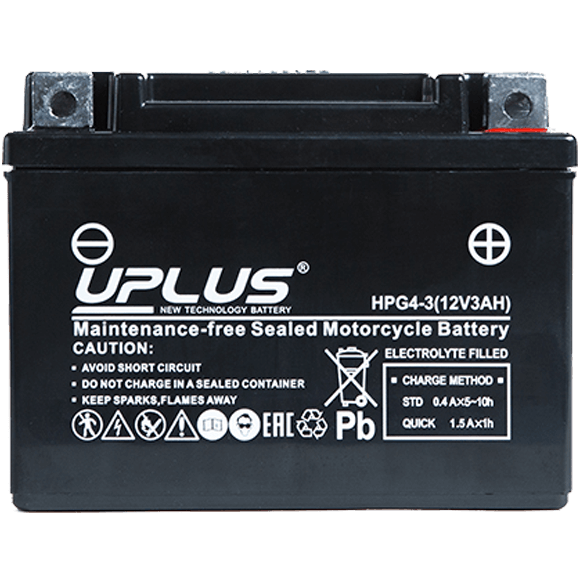 UPLUS®
NEW TECHNOLOGY BATTERY
HPG4-3(12V3AH)
Maintenance-free Sealed Motorcycle Battery
CAUTION:
AVOID SHORT CIRCUIT
DO NOT CHARGE IN A SEALED CONTAINER
KEEP SPARKS,FLAMES AWAY
EAC
Pb
ELECTROLYTE FILLED
CHARGE METHOD
STD 0.4A×5~10h
QUICK 1.5A×1h